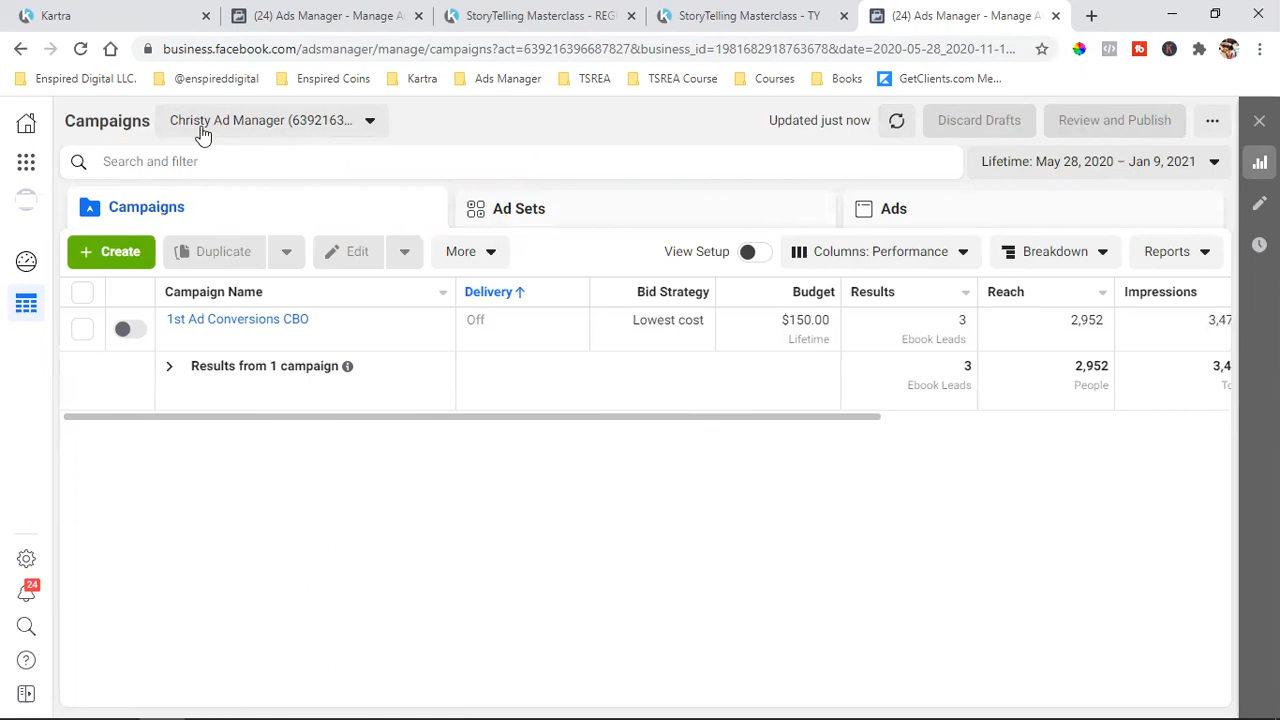 Kartra
(24) Ads Manager - Manage A
StoryTelling Masterclass - REG
StoryTelling Masterclass - TY
(24) Ads Manager - Manage A
business.facebook.com/adsmanager/manage/campaigns?act=639216396687827&business_id=1981682918763678&date=2020-05-28_2020-11-1...
Enspired Digital LLC.
@enspireddigital
Enspired Coins
Kartra
Ads Manager
TSREA
TSREA Course
Courses
Books
GetClients.com Me...
Campaigns
Christy Ad Manager (6392163...
Updated just now
Discard Drafts
Review and Publish
Search and filter
Lifetime: May 28, 2020 – Jan 9, 2021
Campaigns
Ad Sets
Ads
+ Create
Duplicate
Edit
More
View Setup
Columns: Performance
Breakdown
Reports
Campaign Name
Delivery↑
Bid Strategy
Budget
Results
Reach
Impressions
1st Ad Conversions CBO
Off
Lowest cost
$150.00
3
2,952
3,47
Lifetime
Ebook Leads
Results from 1 campaign
3
2,952
3,4
Ebook Leads
People
To
24